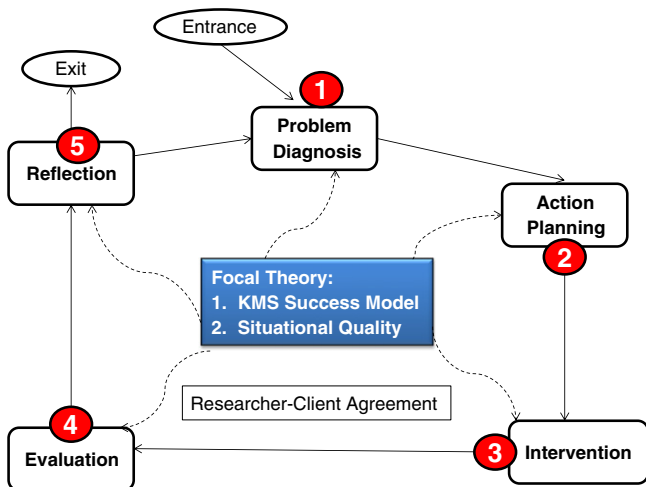 Entrance
Exit
1
Problem
Diagnosis
5
Reflection
Action
Planning
2
Focal Theory:
1. KMS Success Model
2. Situational Quality
Researcher-Client Agreement
4
Evaluation
3
Intervention